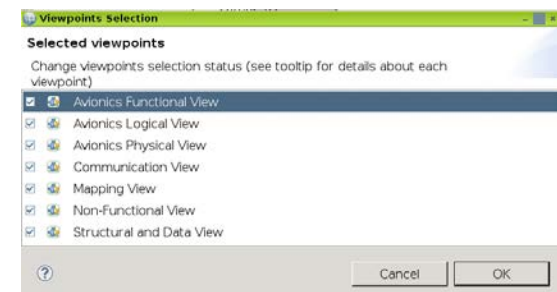 Viewpoints Selection
Selected viewpoints
Change viewpoints selection status (see tooltip for details about each
viewpoint)
Avionics Functional View
Avionics Logical View
Avionics Physical View
Communication View
Mapping View
Non-Functional View
Structural and Data View
Cancel
OK